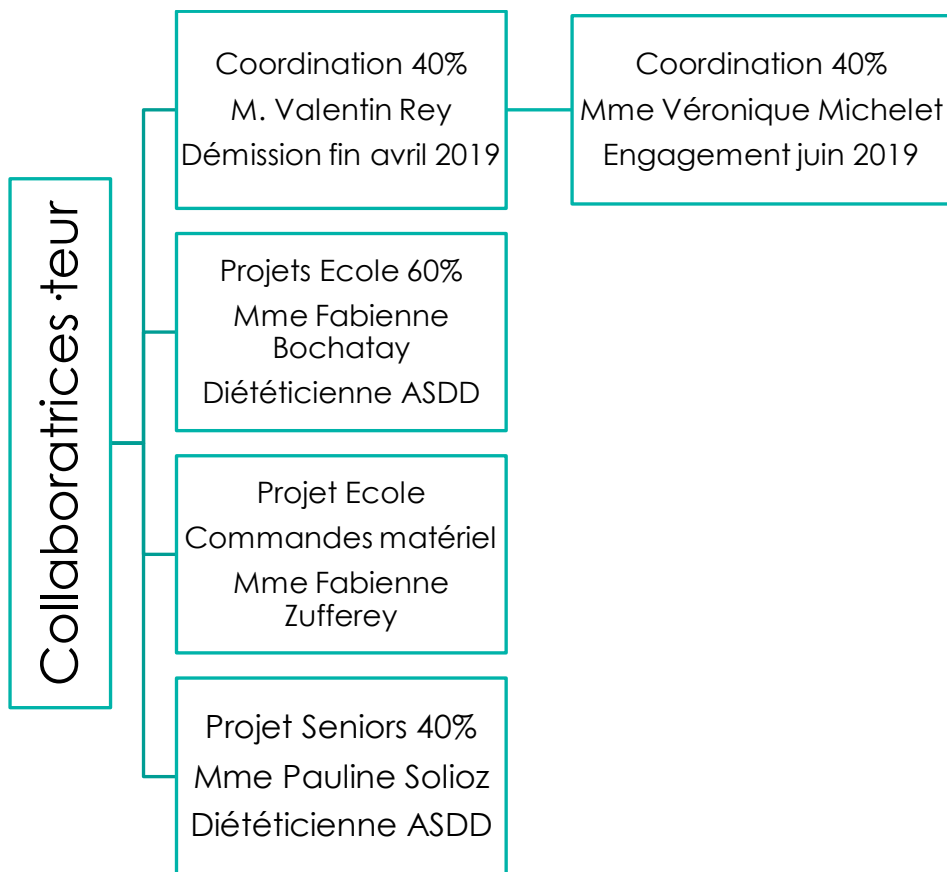 Collaboratrices·teur
Coordination 40%
M. Valentin Rey
Démission fin avril 2019
Coordination 40%
Mme Véronique Michelet
Engagement juin 2019
Projets Ecole 60%
Mme Fabienne
Bochatay
Diététicienne ASDD
Projet Ecole
Commandes matériel
Mme Fabienne
Zufferey
Projet Seniors 40%
Mme Pauline Solioz
Diététicienne ASDD